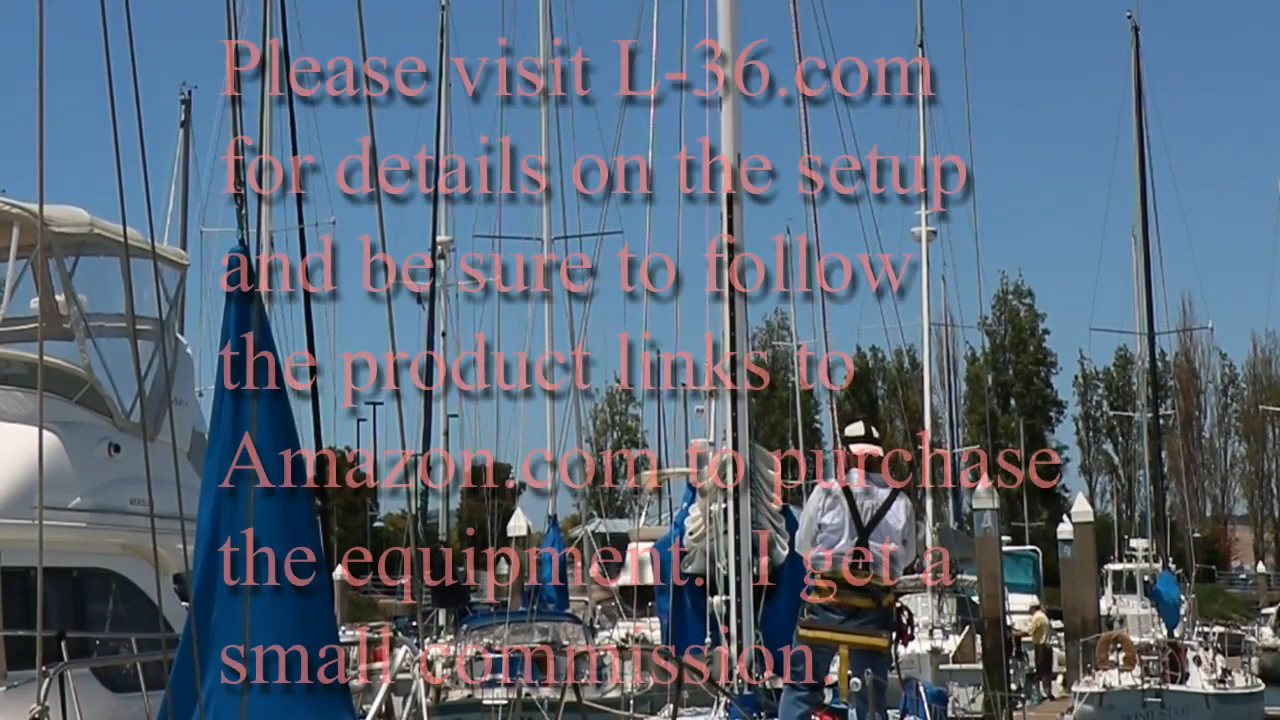 Please visit L-36.com
for details on the setup
and be sure to follow
the product links to
Amazon.com to purchase
the equipment.  I get a
small commission.